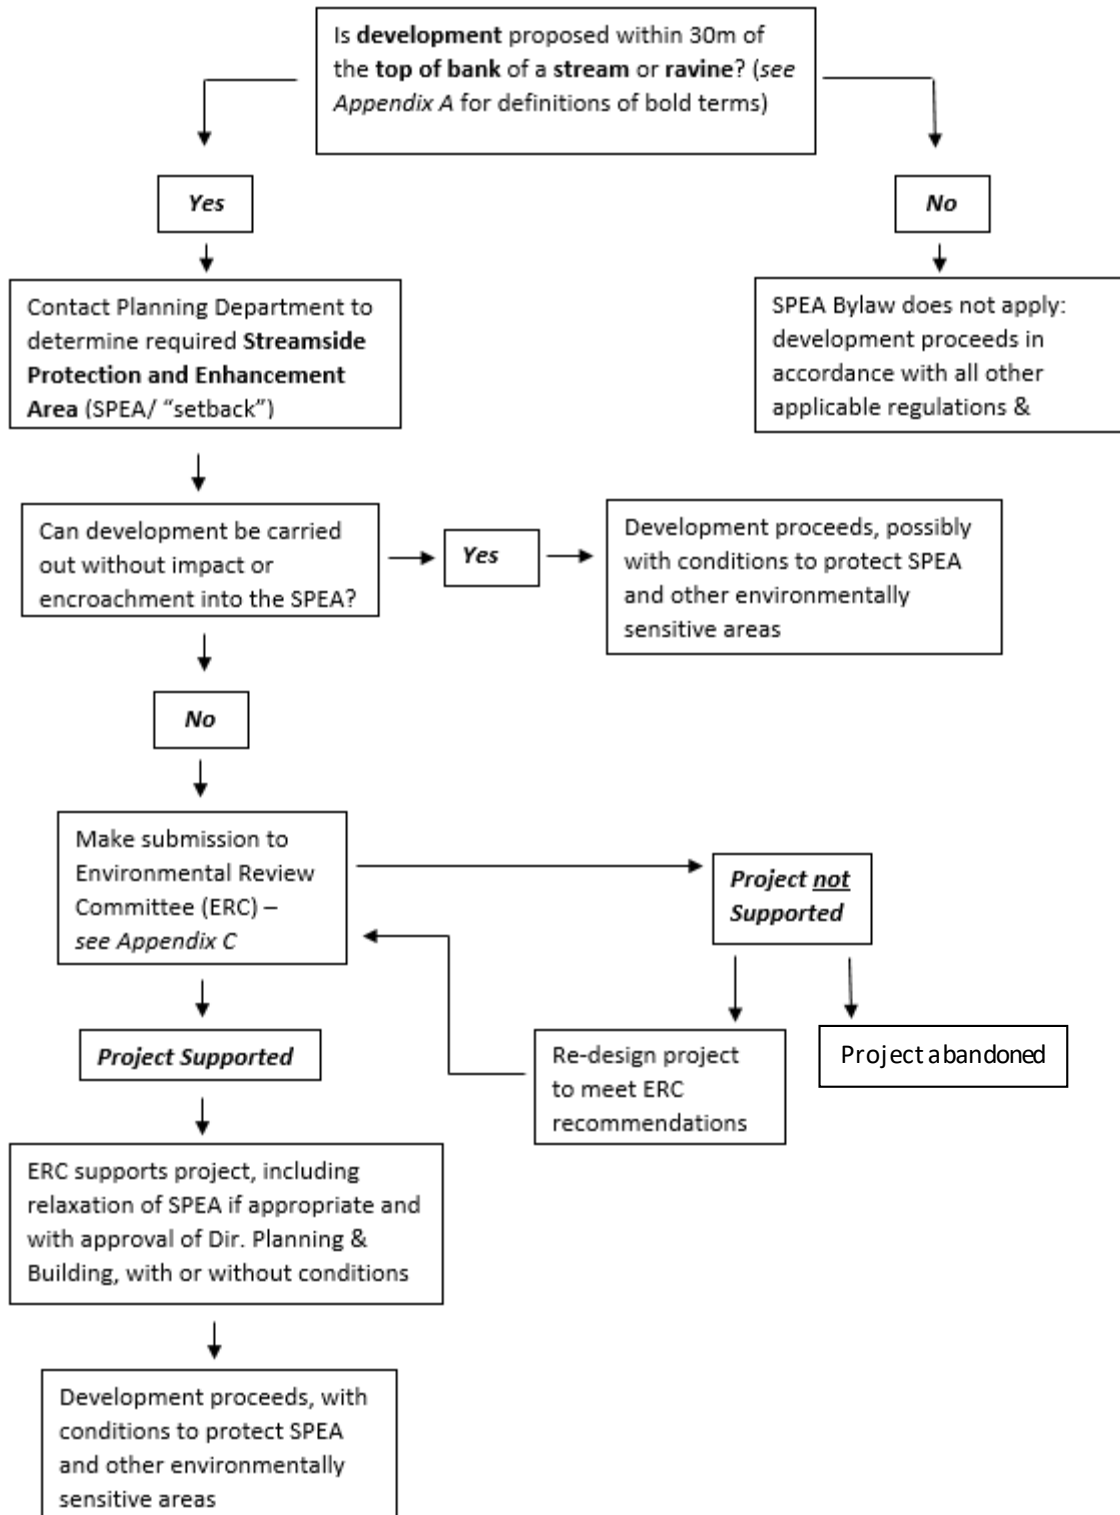 Is development proposed within 30m of
the top of bank of a stream or ravine? (see
Appendix A for definitions of bold terms)
Yes
No
Contact Planning Department to
determine required Streamside
Protection and Enhancement
Area (SPEA/ “setback”)
SPEA Bylaw does not apply:
development proceeds in
accordance with all other
applicable regulations &
Can development be carried
out without impact or
encroachment into the SPEA?
Yes
Development proceeds, possibly
with conditions to protect SPEA
and other environmentally
sensitive areas
No
Make submission to
Environmental Review
Committee (ERC) –
see Appendix C
Project not
Supported
Project Supported
Re-design project
to meet ERC
recommendations
Project abandoned
ERC supports project, including
relaxation of SPEA if appropriate and
with approval of Dir. Planning &
Building, with or without conditions
Development proceeds, with
conditions to protect SPEA
and other environmentally
sensitive areas